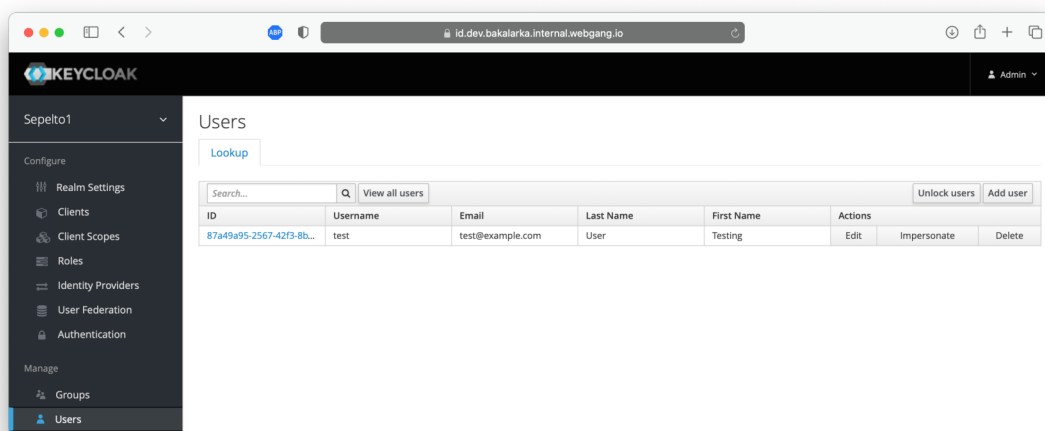 ABP
id.dev.bakalarka.internal.webgang.io
KEYCLOAK
Admin
Sepelto1
Users
Lookup
Configure
Realm Settings
Clients
Client Scopes
Roles
Identity Providers
User Federation
Authentication
Manage
Groups
Users
Search...
View all users
Unlock users
Add user
ID Username Email Last Name First Name Actions
87a49a95-2567-42f3-8b... test test@example.com User Testing Edit Impersonate Delete